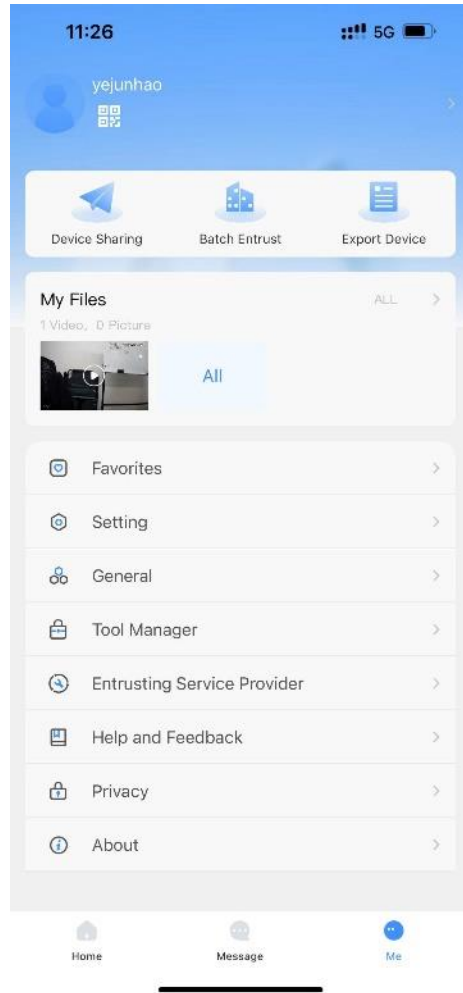 11:26
5G
yejunhao
Device Sharing
Batch Entrust
Export Device
My Files
ALL
1 Video, 0 Picture
All
Favorites
Setting
General
Tool Manager
Entrusting Service Provider
Help and Feedback
Privacy
About
Home
Message
Me